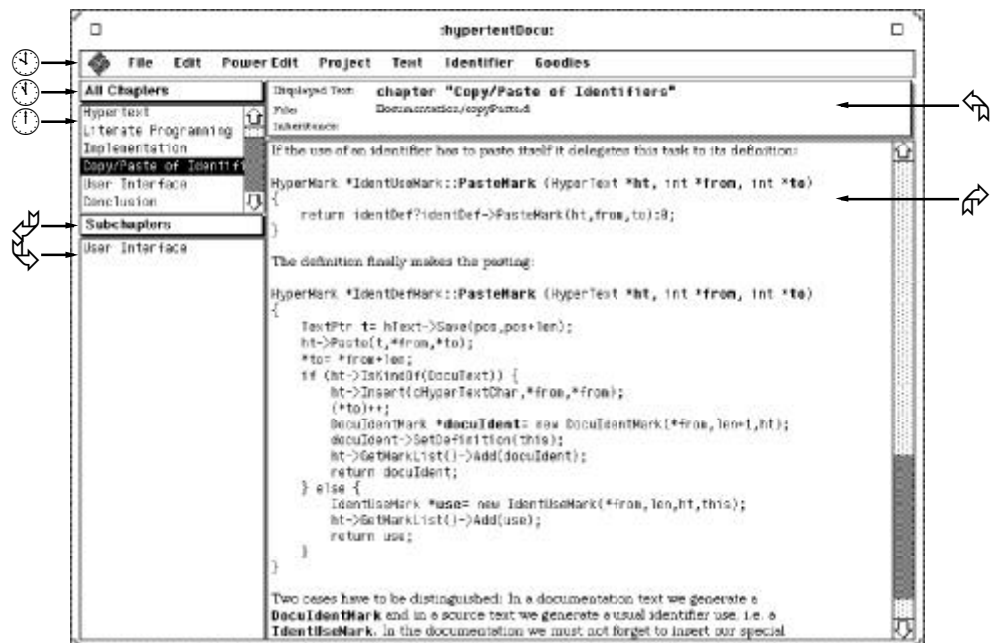 :hypertextDocu:
File Edit Power Edit Project Text Identifier Goodies
All Chapters
Hypertext
Literate Programming
Implementation
Copy/Paste of Identifi
User Interface
Conclusion
Subchapters
User Interface
Displayed Text: chapter "Copy/Paste of Identifiers"
File: Documentation/copyPaste.d
Inheritance:
If the use of an identifier has to paste itself it delegates this task to its definition:
HyperMark *IdentUseMark::PasteMark (HyperText *ht, int *from, int *to)
{
return identDef?identDef->PasteMark(ht,from,to):0;
}
The definition finally makes the pasting:
HyperMark *IdentDefMark::PasteMark (HyperText *ht, int *from, int *to)
{
TextPtr t= hText->Save(pos,pos+len);
ht->Paste(t,*from,*to);
*to= *from+len;
if (ht->IsKindOf(DocuText)) {
ht->Insert(cHyperTextChar,*from,*from);
(*to)++;
DocuIdentMark *docuIdent= new DocuIdentMark(*from,len+1,ht);
docuIdent->SetDefinition(this);
ht->GetMarkList()->Add(docuIdent);
return docuIdent;
} else {
IdentUseMark *use= new IdentUseMark(*from,len,ht,this);
ht->GetMarkList()->Add(use);
return use;
}
}
Two cases have to be distinguished: In a documentation text we generate a
DocuIdentMark and in a source text we generate a usual identifier use, i.e. a
IdentUseMark. In the documentation we must not forget to insert our special